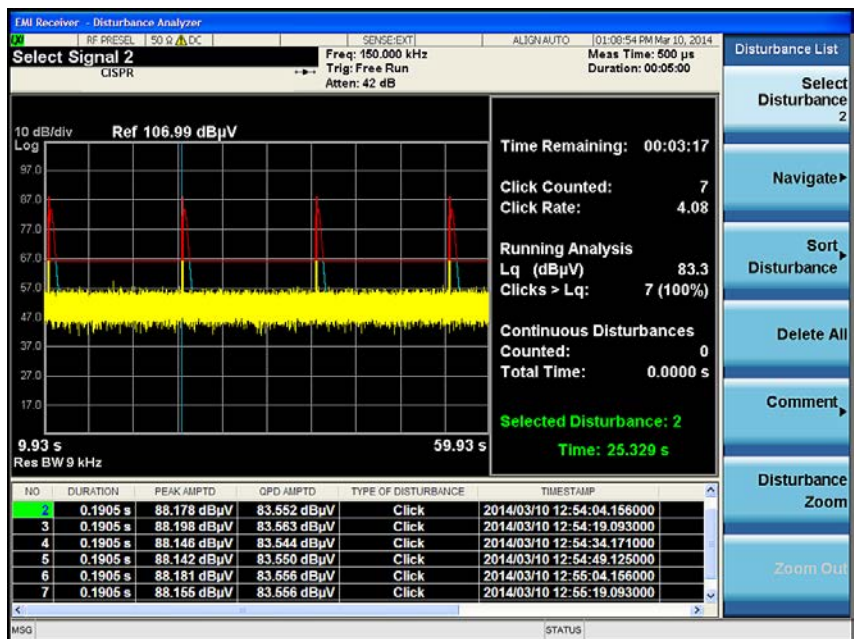 EMI Receiver - Disturbance Analyzer
LXI RF PRESEL 50 Ω DC SENSE:EXT ALIGN AUTO 01:08:54 PM Mar 10, 2014
Select Signal 2
CISPR
Freq: 150.000 kHz
Trig: Free Run
Atten: 42 dB
Meas Time: 500 µs
Duration: 00:05:00
10 dB/div Ref 106.99 dBµV
Log
97.0
87.0
77.0
67.0
57.0
47.0
37.0
27.0
17.0
9.93 s 59.93 s
Res BW 9 kHz
Time Remaining: 00:03:17
Click Counted: 7
Click Rate: 4.08
Running Analysis
Lq (dBµV) 83.3
Clicks > Lq: 7 (100%)
Continuous Disturbances
Counted: 0
Total Time: 0.0000 s
Selected Disturbance: 2
Time: 25.329 s
NO DURATION PEAK AMPTD QPD AMPTD TYPE OF DISTURBANCE TIMESTAMP
2 0.1905 s 88.178 dBµV 83.552 dBµV Click 2014/03/10 12:54:04.156000
3 0.1905 s 88.198 dBµV 83.563 dBµV Click 2014/03/10 12:54:19.093000
4 0.1905 s 88.146 dBµV 83.544 dBµV Click 2014/03/10 12:54:34.171000
5 0.1905 s 88.142 dBµV 83.550 dBµV Click 2014/03/10 12:54:49.125000
6 0.1905 s 88.181 dBµV 83.556 dBµV Click 2014/03/10 12:55:04.156000
7 0.1905 s 88.155 dBµV 83.556 dBµV Click 2014/03/10 12:55:19.093000
MSG STATUS
Disturbance List
Select
Disturbance
2
Navigate
Sort
Disturbance
Delete All
Comment
Disturbance
Zoom
Zoom Out